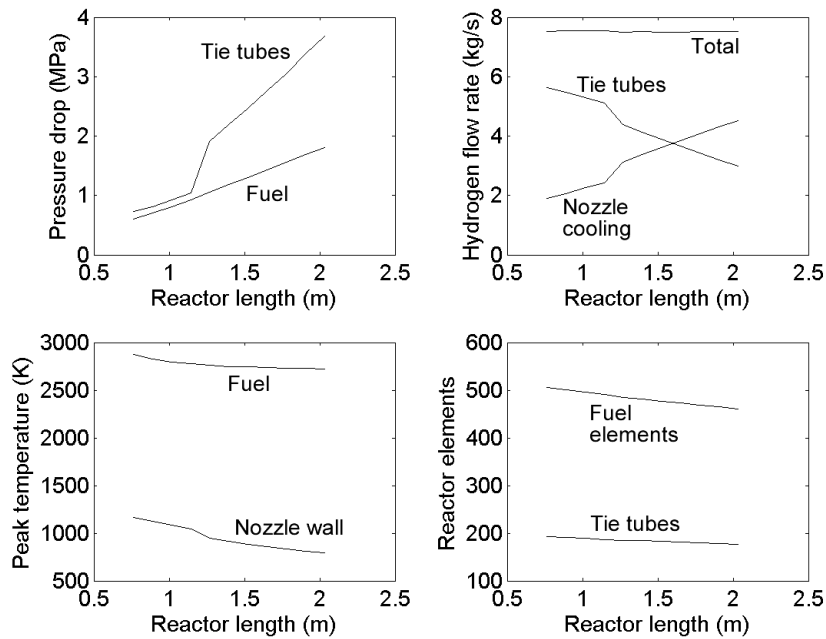 Pressure drop (MPa)
4
3
2
1
0
Tie tubes
Fuel
0.5
1
1.5
2
2.5
Reactor length (m)
Hydrogen flow rate (kg/s)
8
6
4
2
0
Total
Tie tubes
Nozzle
cooling
0.5
1
1.5
2
2.5
Reactor length (m)
Peak temperature (K)
3000
2500
2000
1500
1000
500
Fuel
Nozzle wall
0.5
1
1.5
2
2.5
Reactor length (m)
Reactor elements
600
500
400
300
200
100
Fuel
elements
Tie tubes
0.5
1
1.5
2
2.5
Reactor length (m)